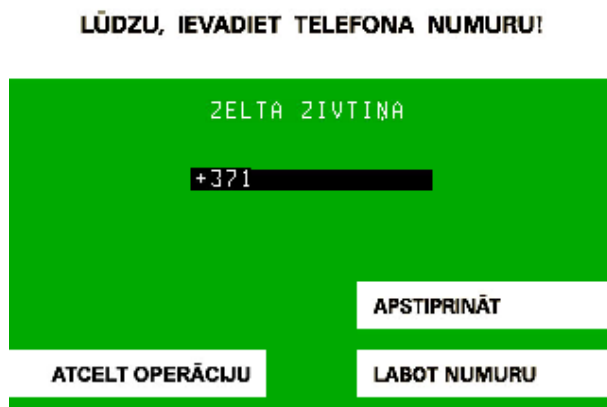 LŪDZU, IEVADIET TELEFONA NUMURU!
ZELTA ZIVTIŅA
+371
APSTIPRINĀT
ATCELT OPERĀCIJU
LABOT NUMURU